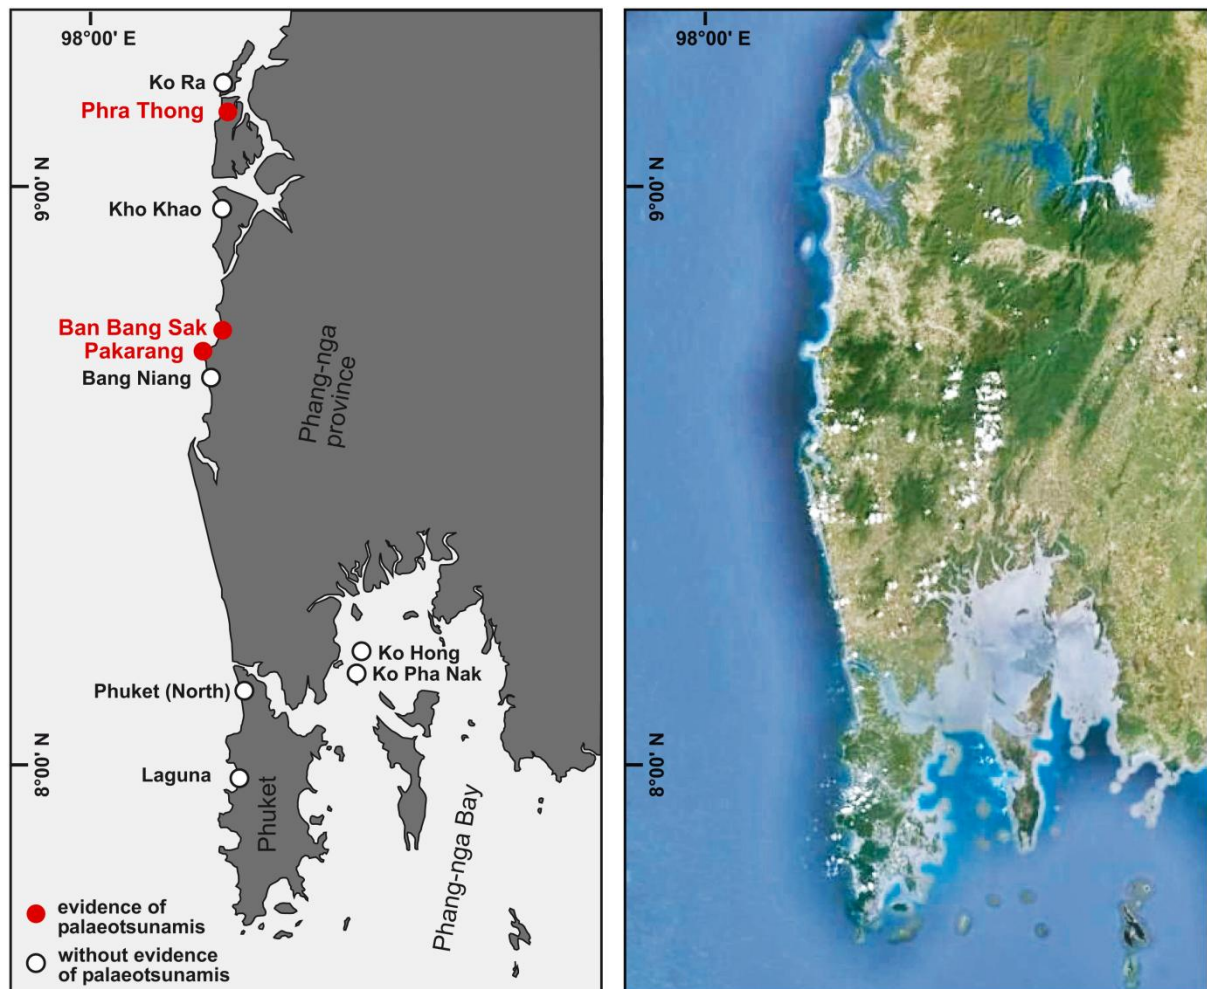 98°00' E
Ko Ra
Phra Thong
9°00' N
Kho Khao
Ban Bang Sak
Pakarang
Bang Niang
Phang-nga
province
Ko Hong
Ko Pha Nak
Phuket (North)
8°00' N
Laguna
Phuket
Phang-nga Bay
evidence of
palaeotsunamis
without evidence
of palaeotsunamis
98°00' E
9°00' N
8°00' N